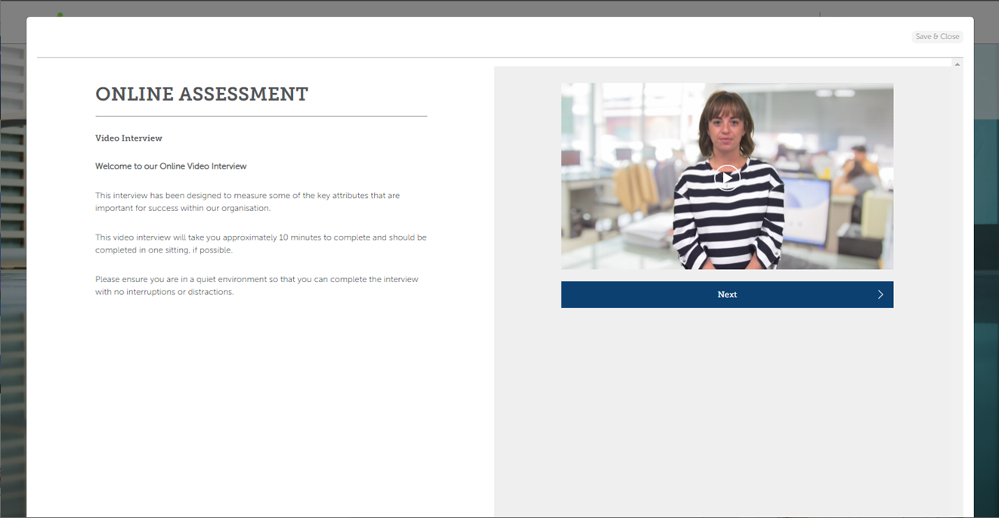 Save & Close
ONLINE ASSESSMENT
Video Interview
Welcome to our Online Video Interview
This interview has been designed to measure some of the key attributes that are
important for success within our organisation.
This video interview will take you approximately 10 minutes to complete and should be
completed in one sitting, if possible.
Please ensure you are in a quiet environment so that you can complete the interview
with no interruptions or distractions.
Next